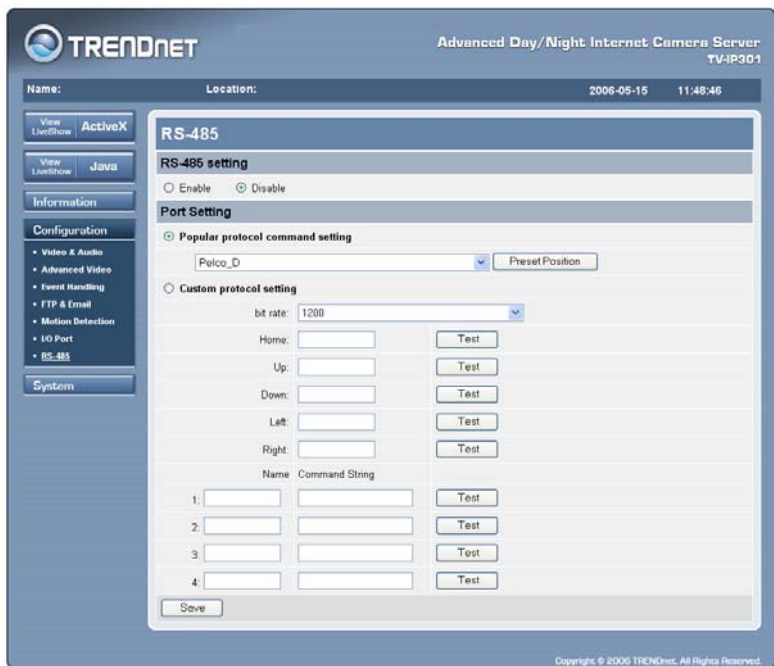 TRENDNET
Advanced Day/Night Internet Camera Server
TV-IP301
Name: Location: 2006-05-15 11:48:46
View LiveShow ActiveX
View LiveShow Java
Information
Configuration
• Video & Audio
• Advanced Video
• Event Handling
• FTP & Email
• Motion Detection
• I/O Port
• RS-485
System
RS-485
RS-485 setting
Enable Disable
Port Setting
Popular protocol command setting
Pelco_D Preset Position
Custom protocol setting
bit rate: 1200
Home: Test
Up: Test
Down: Test
Left: Test
Right: Test
Name Command String
1: Test
2: Test
3: Test
4: Test
Save
Copyright © 2006 TRENDnet. All Rights Reserved.